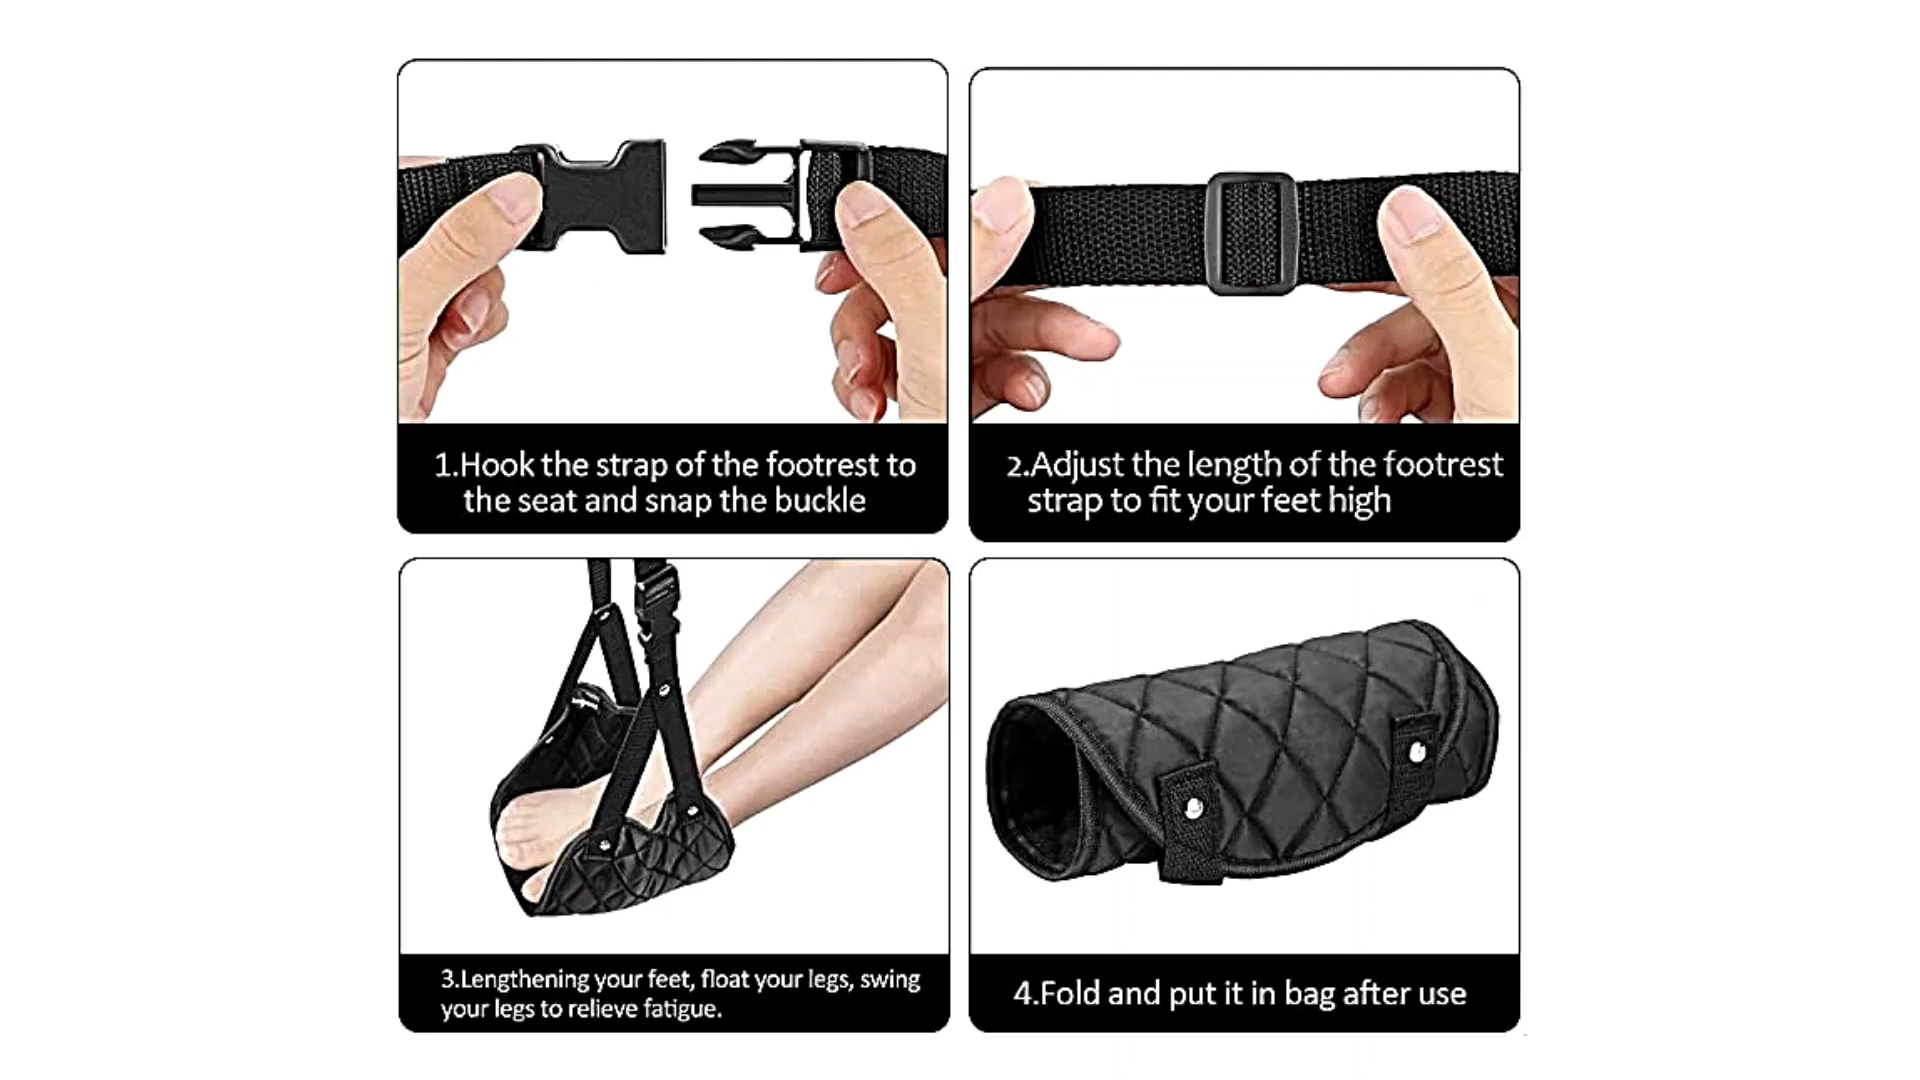 1.Hook the strap of the footrest to
the seat and snap the buckle
2.Adjust the length of the footrest
strap to fit your feet high
3.Lengthening your feet, float your legs, swing
your legs to relieve fatigue.
4.Fold and put it in bag after use